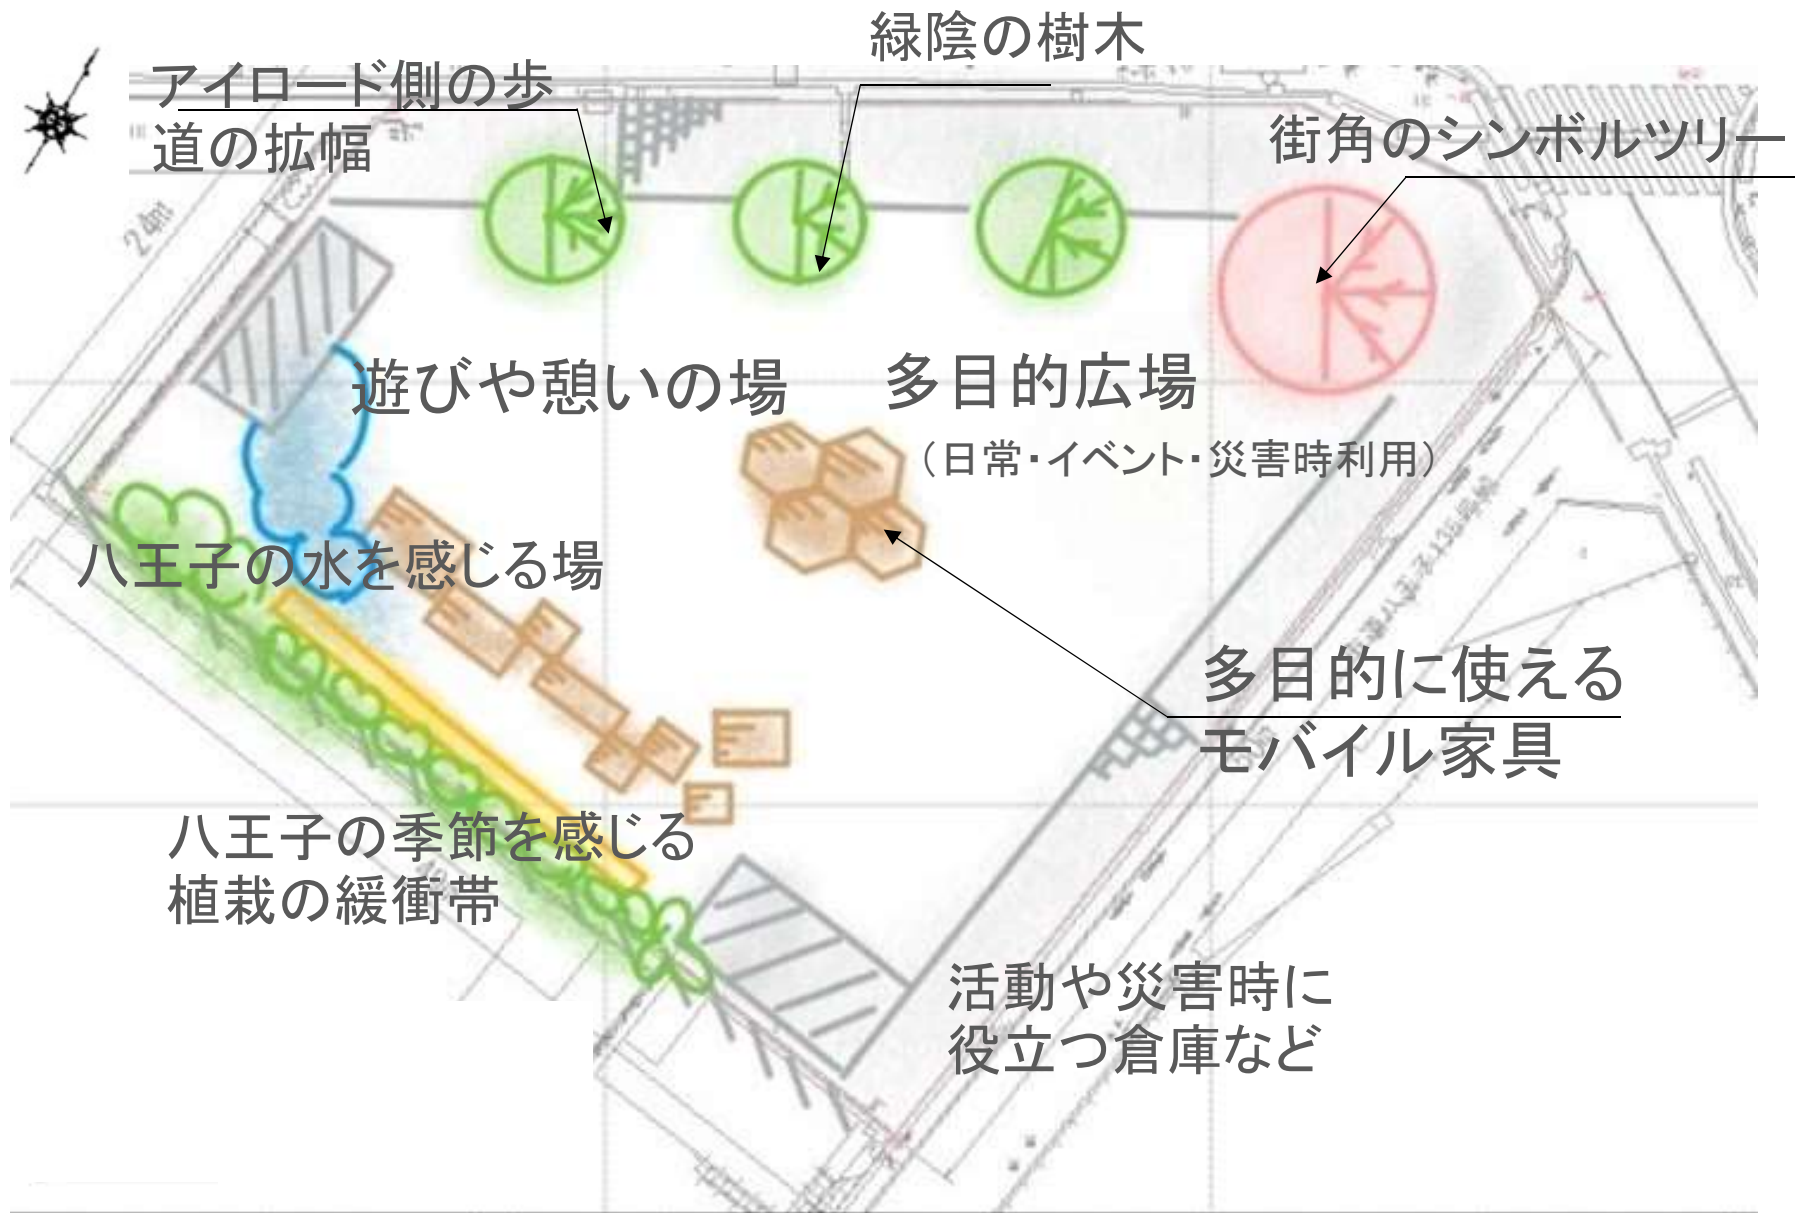 緑陰の樹木
アイロード側の歩
道の拡幅
街角のシンボルツリー
24m
遊びや憩いの場
多目的広場
（日常・イベント・災害時利用）
八王子の水を感じる場
多目的に使える
モバイル家具
八王子の季節を感じる
植栽の緩衝帯
活動や災害時に
役立つ倉庫など